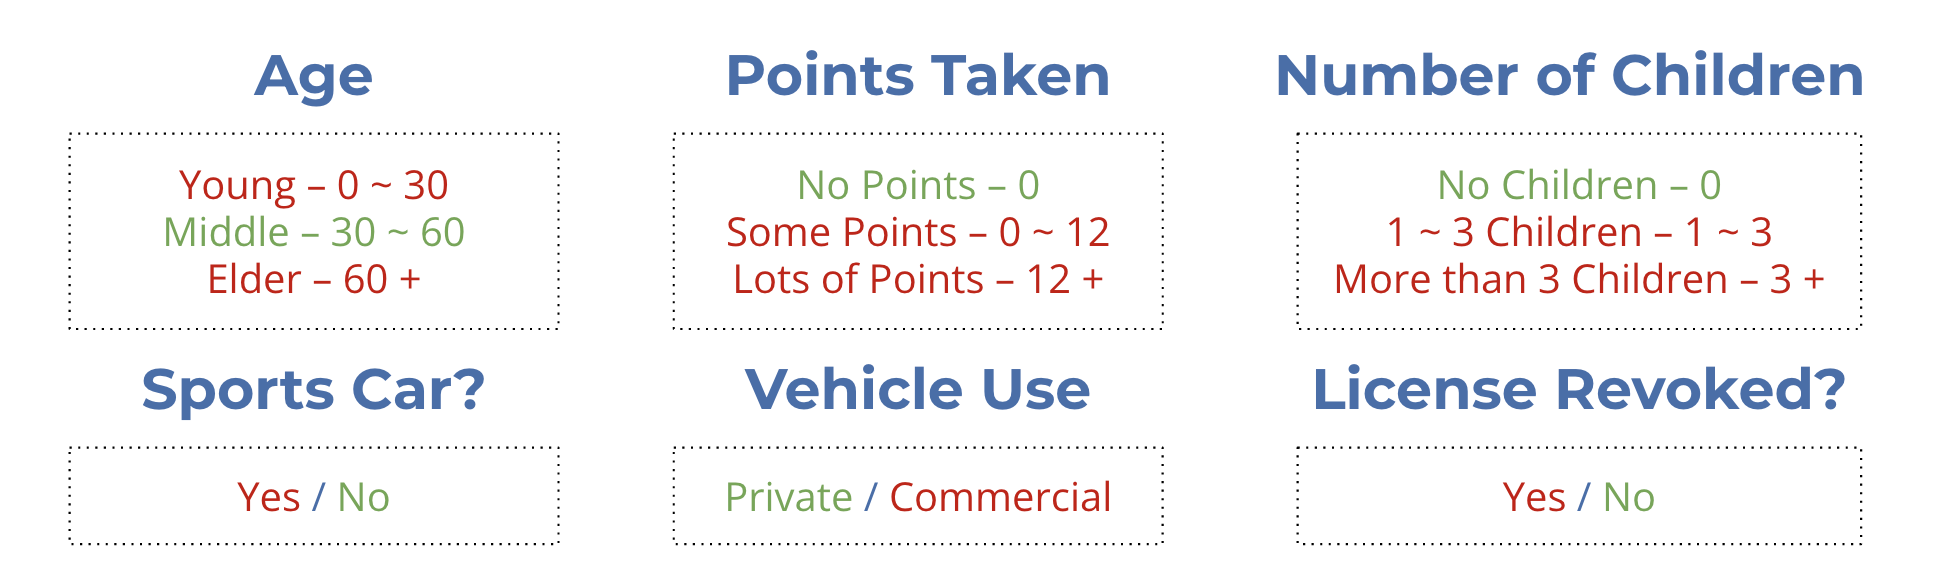 Age
Young – 0 ~ 30
Middle – 30 ~ 60
Elder – 60 +
Points Taken
No Points – 0
Some Points – 0 ~ 12
Lots of Points – 12 +
Number of Children
No Children – 0
1 ~ 3 Children – 1 ~ 3
More than 3 Children – 3 +
Sports Car?
Yes / No
Vehicle Use
Private / Commercial
License Revoked?
Yes / No